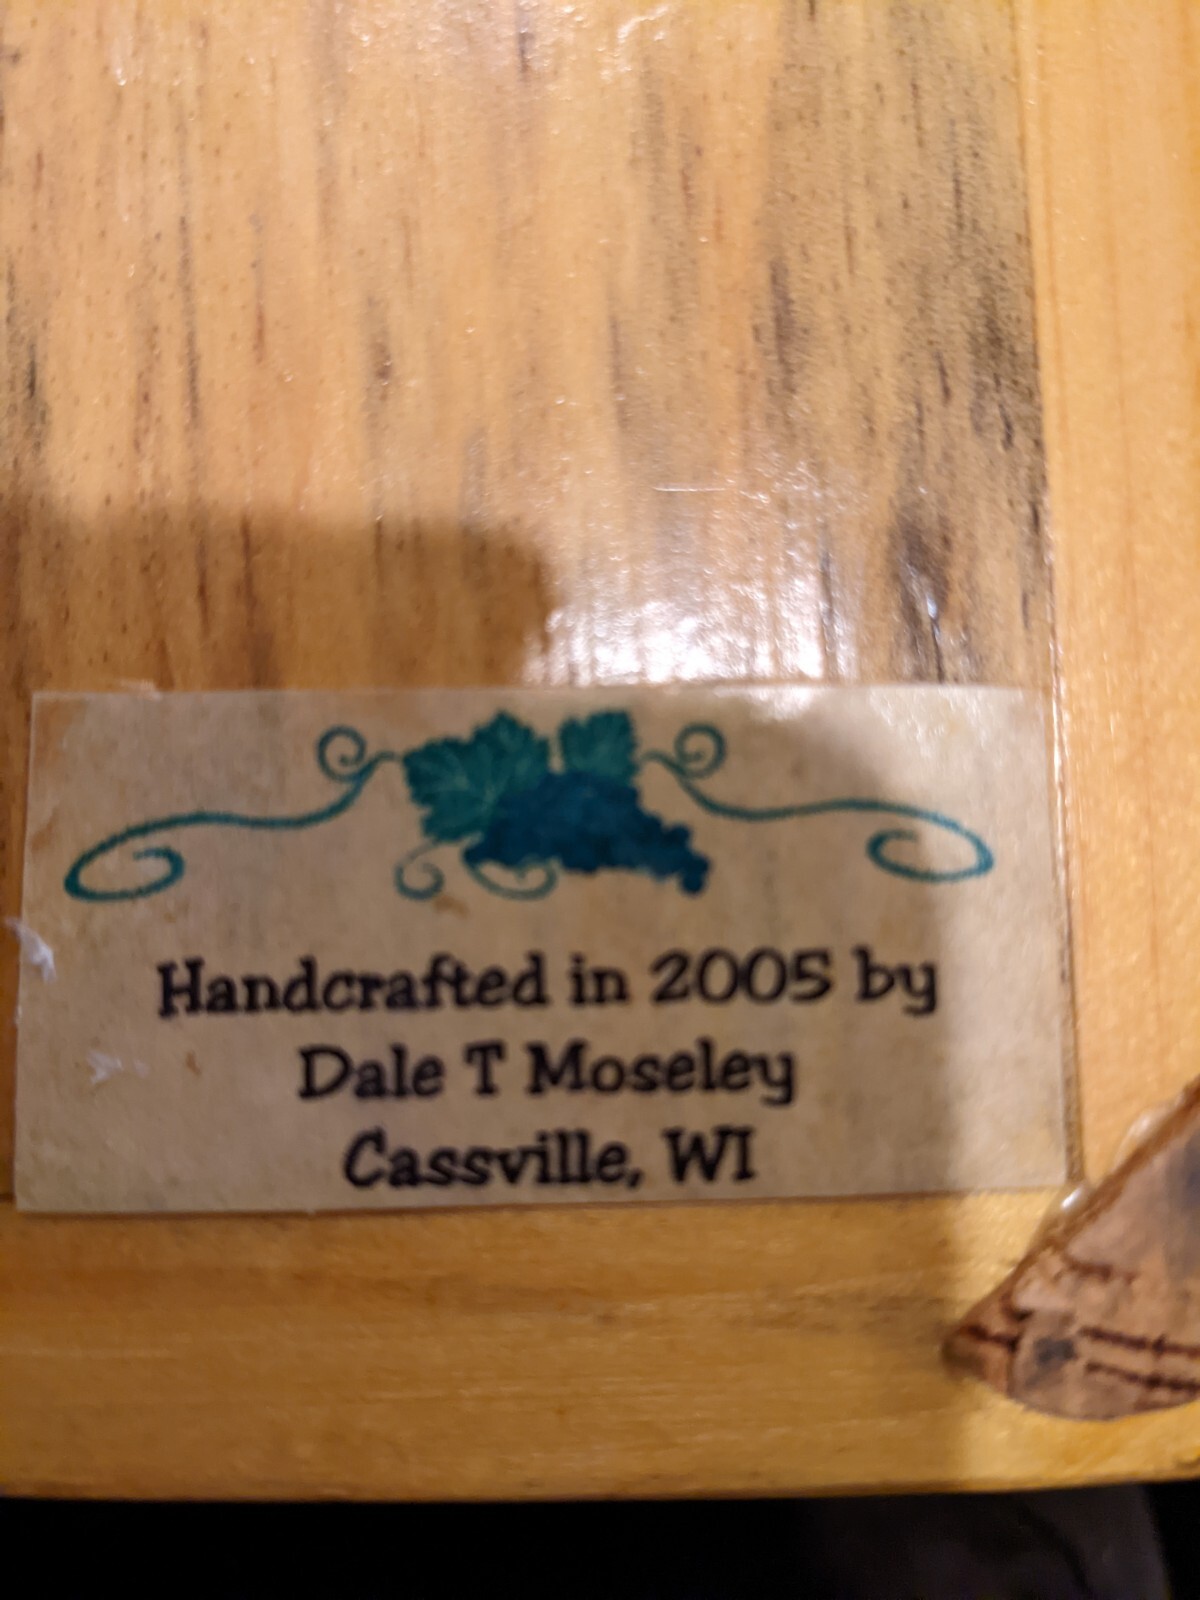 Handcrafted in 2005 by
Dale T Moseley
Cassville, WI